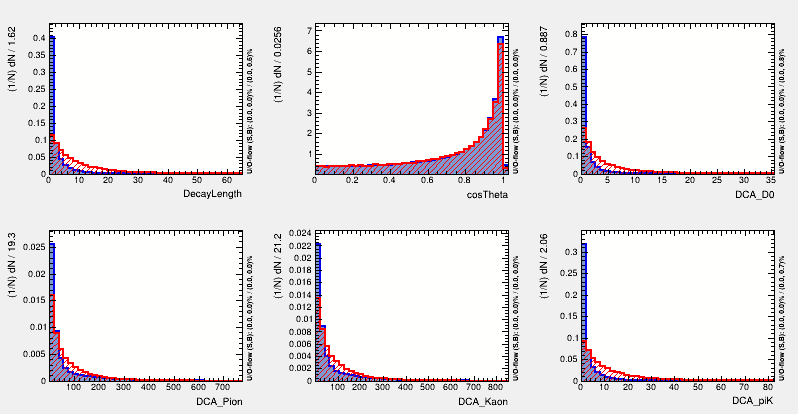 (1/N) dN / 1.62
0.4
0.35
0.3
0.25
0.2
0.15
0.1
0.05
0
0 10 20 30 40 50 60
DecayLength
U/O-flow (S,B): (0.0, 0.0)% / (0.0, 0.6)%
(1/N) dN / 0.0256
7
6
5
4
3
2
1
0 0.2 0.4 0.6 0.8 1
cosTheta
U/O-flow (S,B): (0.0, 0.0)% / (0.0, 0.0)%
(1/N) dN / 0.887
0.8
0.7
0.6
0.5
0.4
0.3
0.2
0.1
0
0 5 10 15 20 25 30 35
DCA_D0
U/O-flow (S,B): (0.0, 0.0)% / (0.0, 0.8)%
(1/N) dN / 19.3
0.025
0.02
0.015
0.01
0.005
0
100 200 300 400 500 600 700
DCA_Pion
U/O-flow (S,B): (0.0, 0.0)% / (0.0, 0.0)%
(1/N) dN / 21.2
0.024
0.022
0.02
0.018
0.016
0.014
0.012
0.01
0.008
0.006
0.004
0.002
0
100 200 300 400 500 600 700 800
DCA_Kaon
U/O-flow (S,B): (0.0, 0.0)% / (0.0, 0.0)%
(1/N) dN / 2.06
0.3
0.25
0.2
0.15
0.1
0.05
0
0 10 20 30 40 50 60 70 80
DCA_piK
U/O-flow (S,B): (0.0, 0.0)% / (0.0, 0.7)%